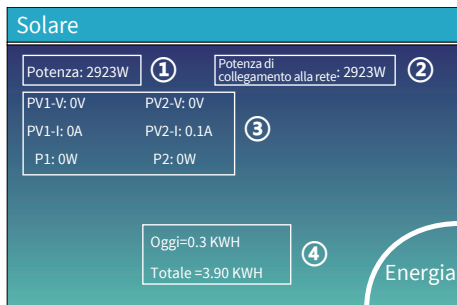 Solare
Potenza: 2923W ① Potenza di collegamento alla rete: 2923W ②
PV1-V: 0V PV2-V: 0V
PV1-I: 0A PV2-I: 0.1A ③
P1: 0W P2: 0W
Oggi=0.3 KWH
④
Totale =3.90 KWH
Energia